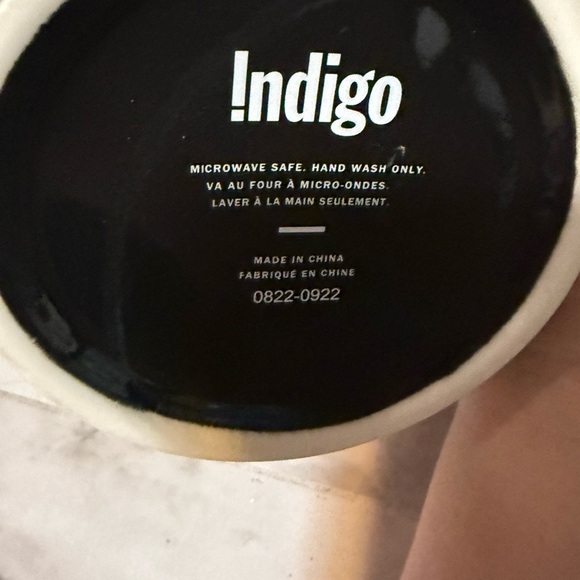 Indigo
MICROWAVE SAFE. HAND WASH ONLY.
VA AU FOUR À MICRO-ONDES.
LAVER À LA MAIN SEULEMENT.
MADE IN CHINA
FABRIQUÉ EN CHINE
0822-0922